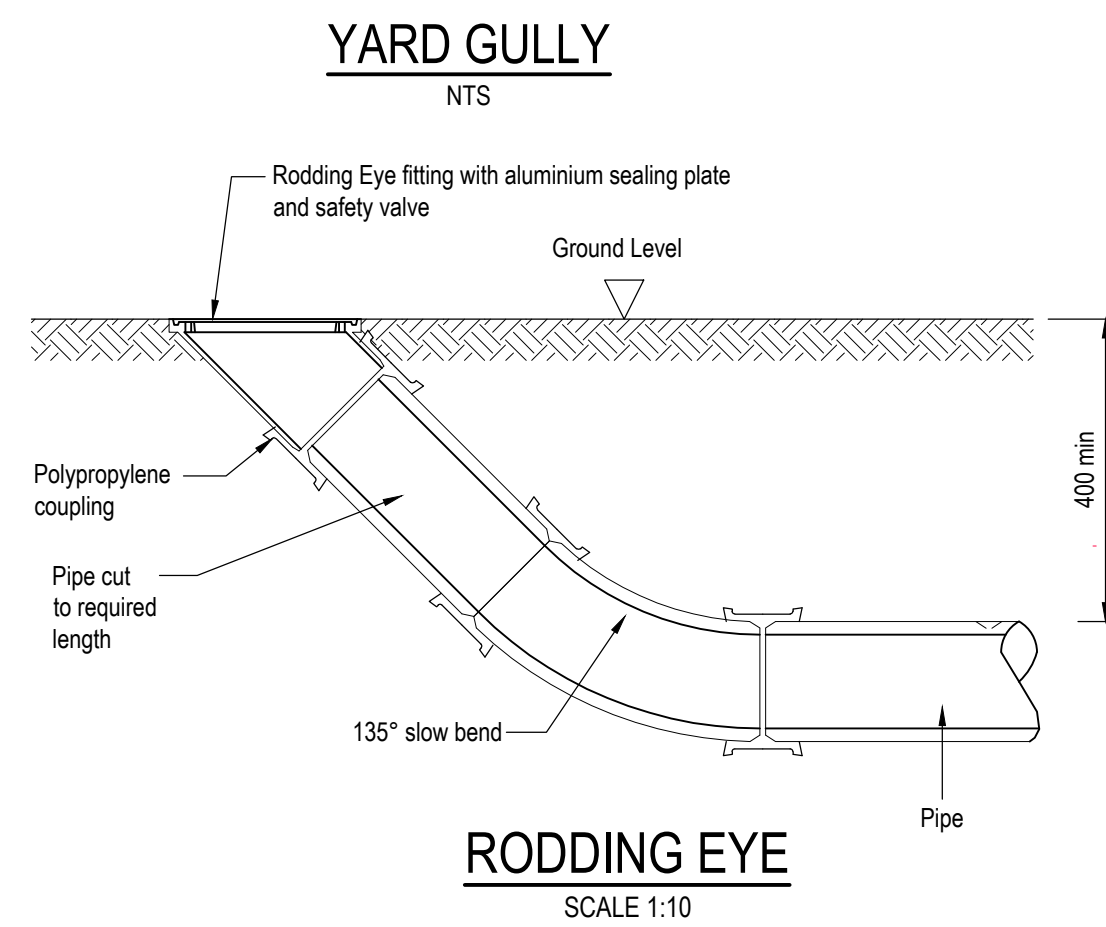 YARD GULLY
NTS
Rodding Eye fitting with aluminium sealing plate
and safety valve
Ground Level
400 min
Polypropylene
coupling
Pipe cut
to required
length
135° slow bend
Pipe
RODDING EYE
SCALE 1:10